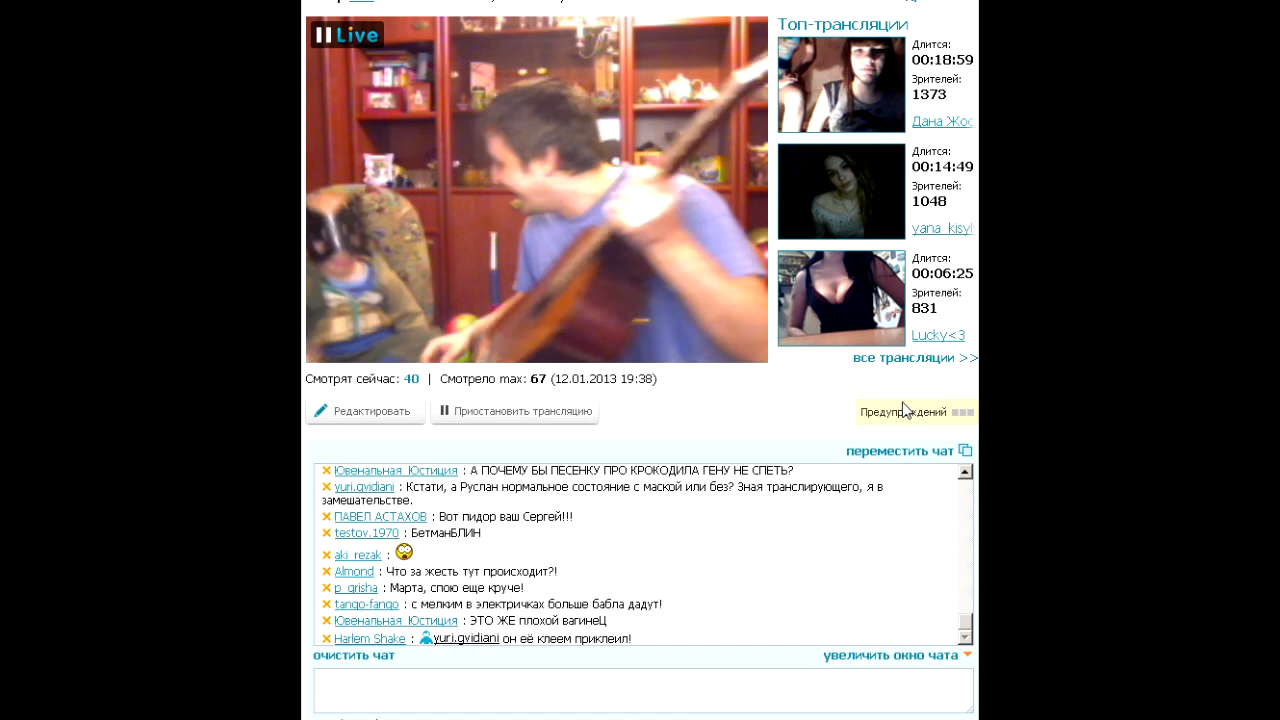 Live
Топ-трансляции
Длится:
00:18:59
Зрителей:
1373
Дана Жос
Длится:
00:14:49
Зрителей:
1048
yana_kisyl
Длится:
00:06:25
Зрителей:
831
Lucky<3
все трансляции >>
Смотрят сейчас: 40 | Смотрело max: 67 (12.01.2013 19:38)
Редактировать
Приостановить трансляцию
Предупреждений
переместить чат
Ювенальная_Юстиция : А ПОЧЕМУ БЫ ПЕСЕНКУ ПРО КРОКОДИЛА ГЕНУ НЕ СПЕТЬ?
yuri.gvidiani : Кстати, а Руслан нормальное состояние с маской или без? Зная транслирующего, я в
замешательстве.
ПАВЕЛ АСТАХОВ : Вот пидор ваш Сергей!!!
testov.1970 : БетманБЛИН
aki_rezak :
Almond : Что за жесть тут происходит?!
p_grisha : Марта, спою еще круче!
tango-fango : с мелким в электричках больше бабла дадут!
Ювенальная_Юстиция : ЭТО ЖЕ плохой вагинеЦ
Harlem Shake : yuri.gvidiani он её клеем приклеил!
очистить чат
увеличить окно чата